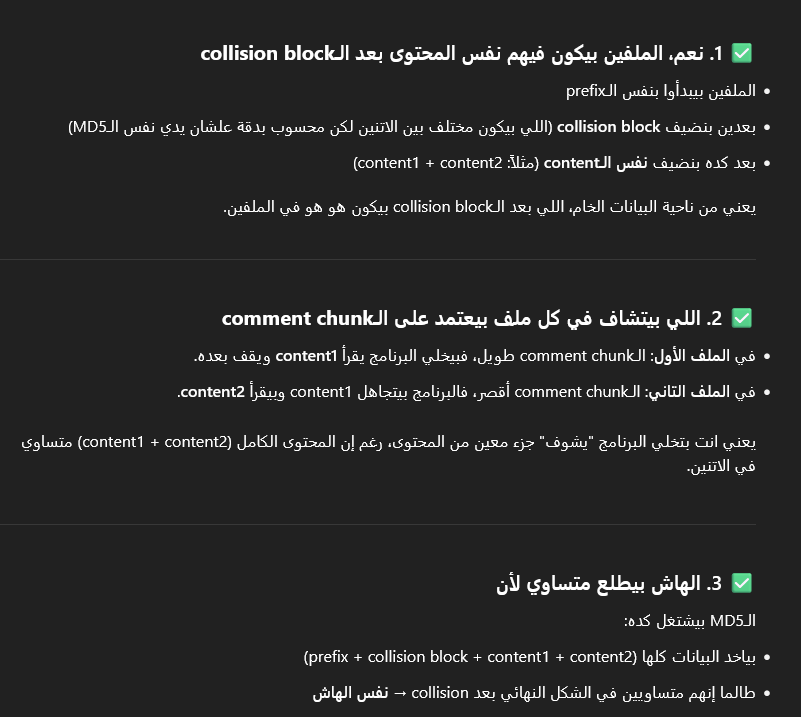 ✅ 1. نعم، الملفين بيكون فيهم نفس المحتوى بعد الـcollision block
• الملفين بيبدأوا بنفس الـprefix
• بعدين بنضيف collision block (اللي بيكون مختلف بين الاتنين لكن محسوب بدقة علشان يدي نفس الـMD5)
• بعد كده بنضيف نفس الـcontent (مثلاً: content1 + content2)
يعني من ناحية البيانات الخام، اللي بعد الـcollision block بيكون هو هو في الملفين.
✅ 2. اللي بيتشاف في كل ملف بيعتمد على الـcomment chunk
• في الملف الأول: الـcomment chunk طويل، فبيخلي البرنامج يقرأ content1 ويقف بعده.
• في الملف التاني: الـcomment chunk أقصر، فالبرنامج بيتجاهل content1 وبيقرأ content2.
يعني انت بتخلي البرنامج "يشوف" جزء معين من المحتوى، رغم إن المحتوى الكامل (content1 + content2) متساوي
في الاتنين.
✅ 3. الهاش بيطلع متساوي لأن
الـMD5 بيشتغل كده:
• بياخد البيانات كلها (prefix + collision block + content1 + content2)
• طالما إنهم متساويين في الشكل النهائي بعد collision → نفس الهاش